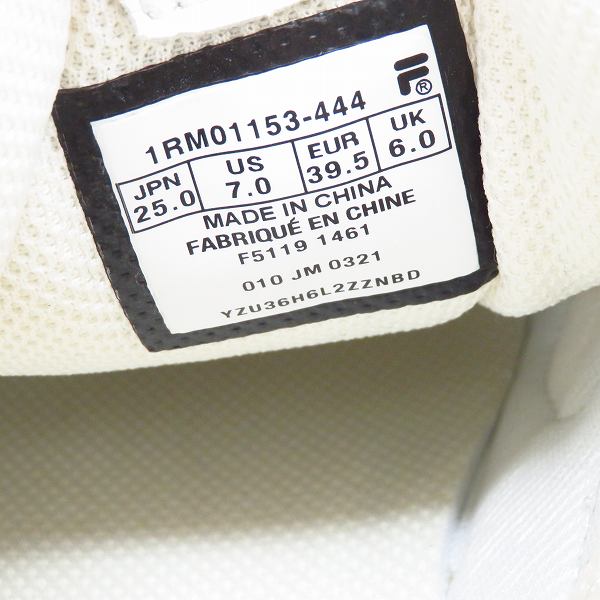 F®
1RM01153-444
JPN US EUR UK
25.0 7.0 39.5 6.0
MADE IN CHINA
FABRIQUÉ EN CHINE
F5119 1461
010 JM 0321
YZU36H6L2ZZNBD